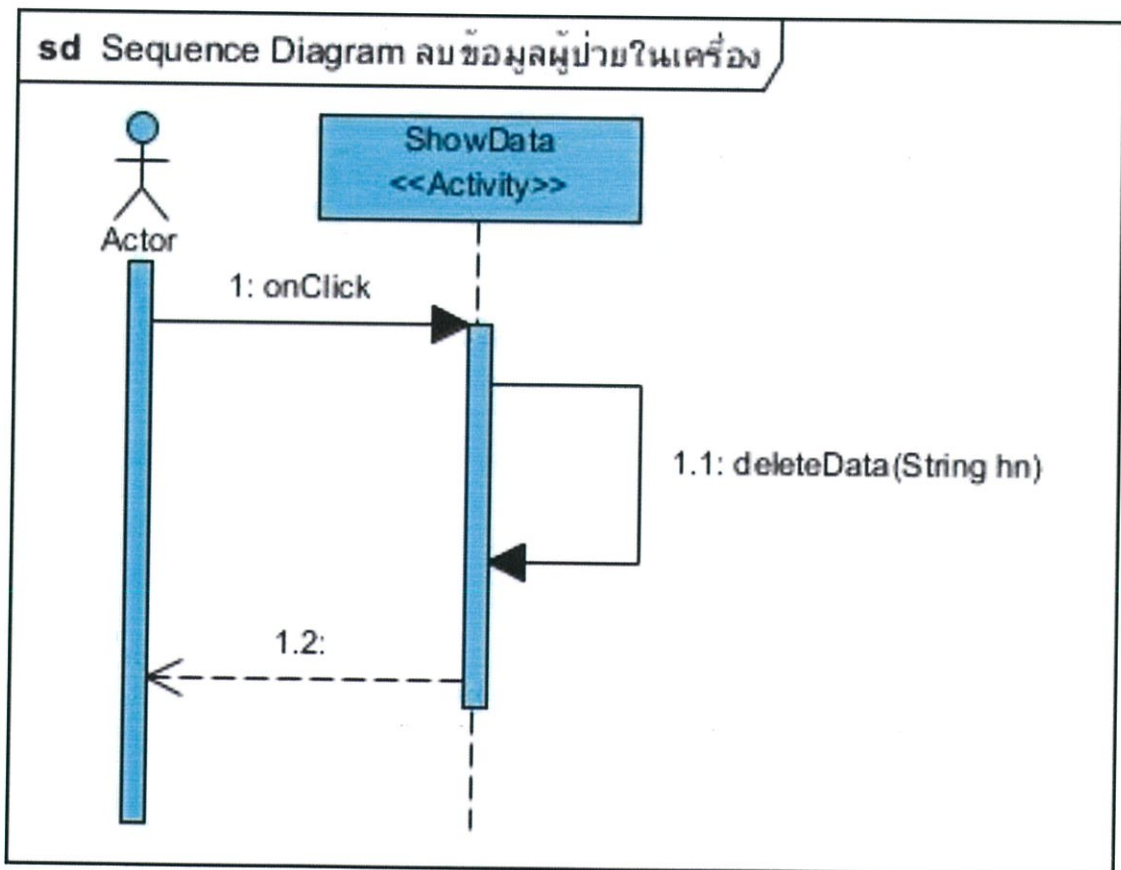 sd Sequence Diagram ลบข้อมูลผู้ป่วยในเครื่อง
ShowData
<<Activity>>
Actor
1: onClick
1.1: deleteData(String hn)
1.2: